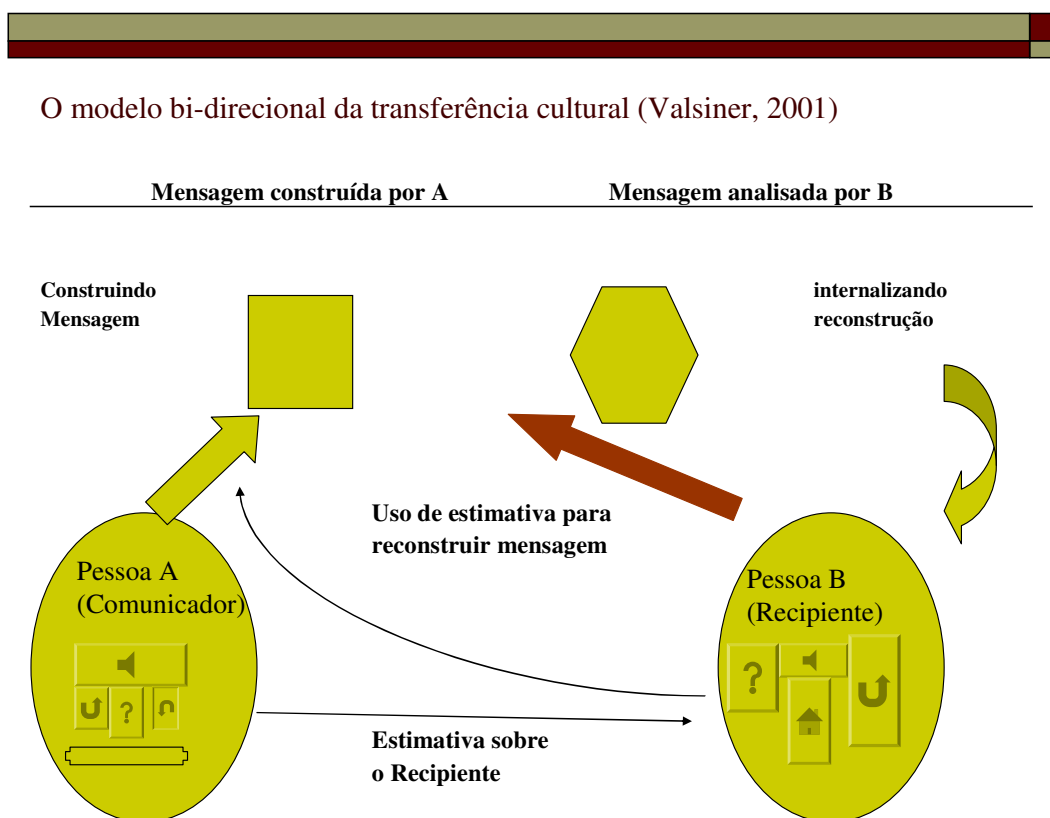 O modelo bi-direcional da transferência cultural (Valsiner, 2001)
Mensagem construída por A
Mensagem analisada por B
Construindo
Mensagem
internalizando
reconstrução
Uso de estimativa para
reconstruir mensagem
Pessoa A
(Comunicador)
?
Pessoa B
(Recipiente)
?
Estimativa sobre
o Recipiente